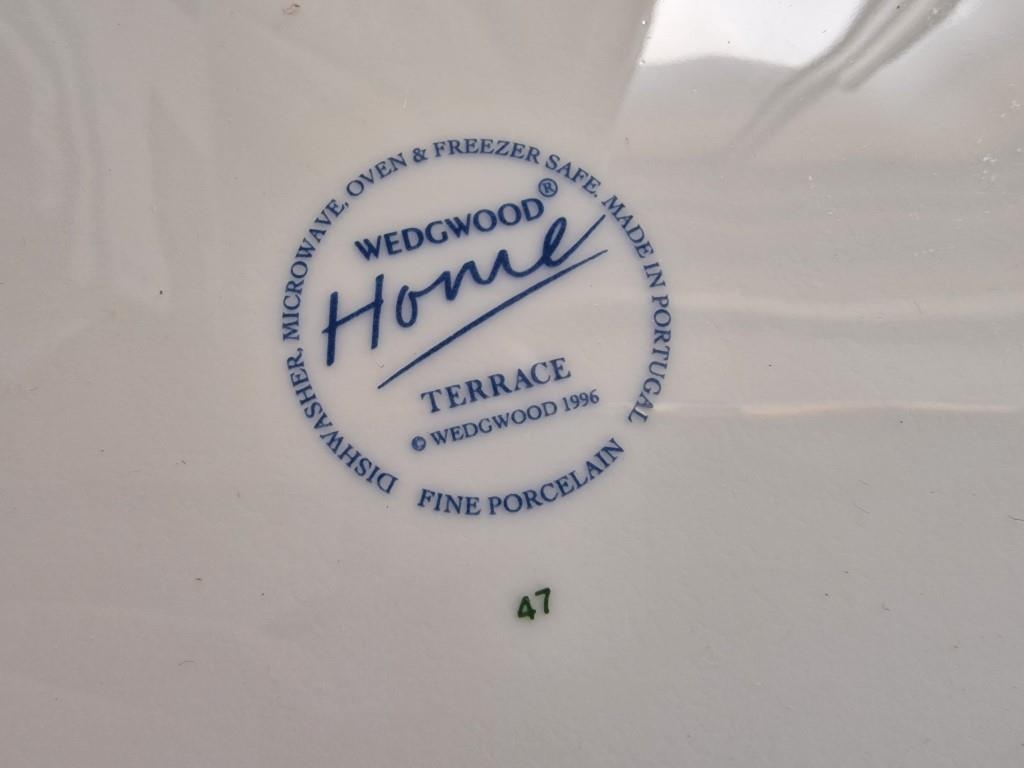 DISHWASHER, MICROWAVE, OVEN & FREEZER SAFE. MADE IN PORTUGAL
WEDGWOOD®
Home
TERRACE
© WEDGWOOD 1996
FINE PORCELAIN
47